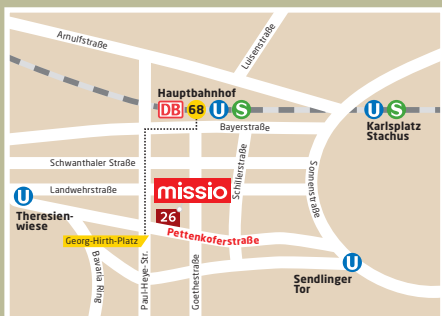 Arnulfstraße
Luisenstraße
Hauptbahnhof
DB 68 U S
Bayerstraße
U S
Karlsplatz
Stachus
Schwanthaler Straße
Schillerstraße
Sonnenstraße
Landwehrstraße
missio
U
Theresien-
wiese
26
Pettenkoferstraße
Georg-Hirth-Platz
Bavaria Ring
Paul-Heye-Str.
Goethestraße
U
Sendlinger
Tor